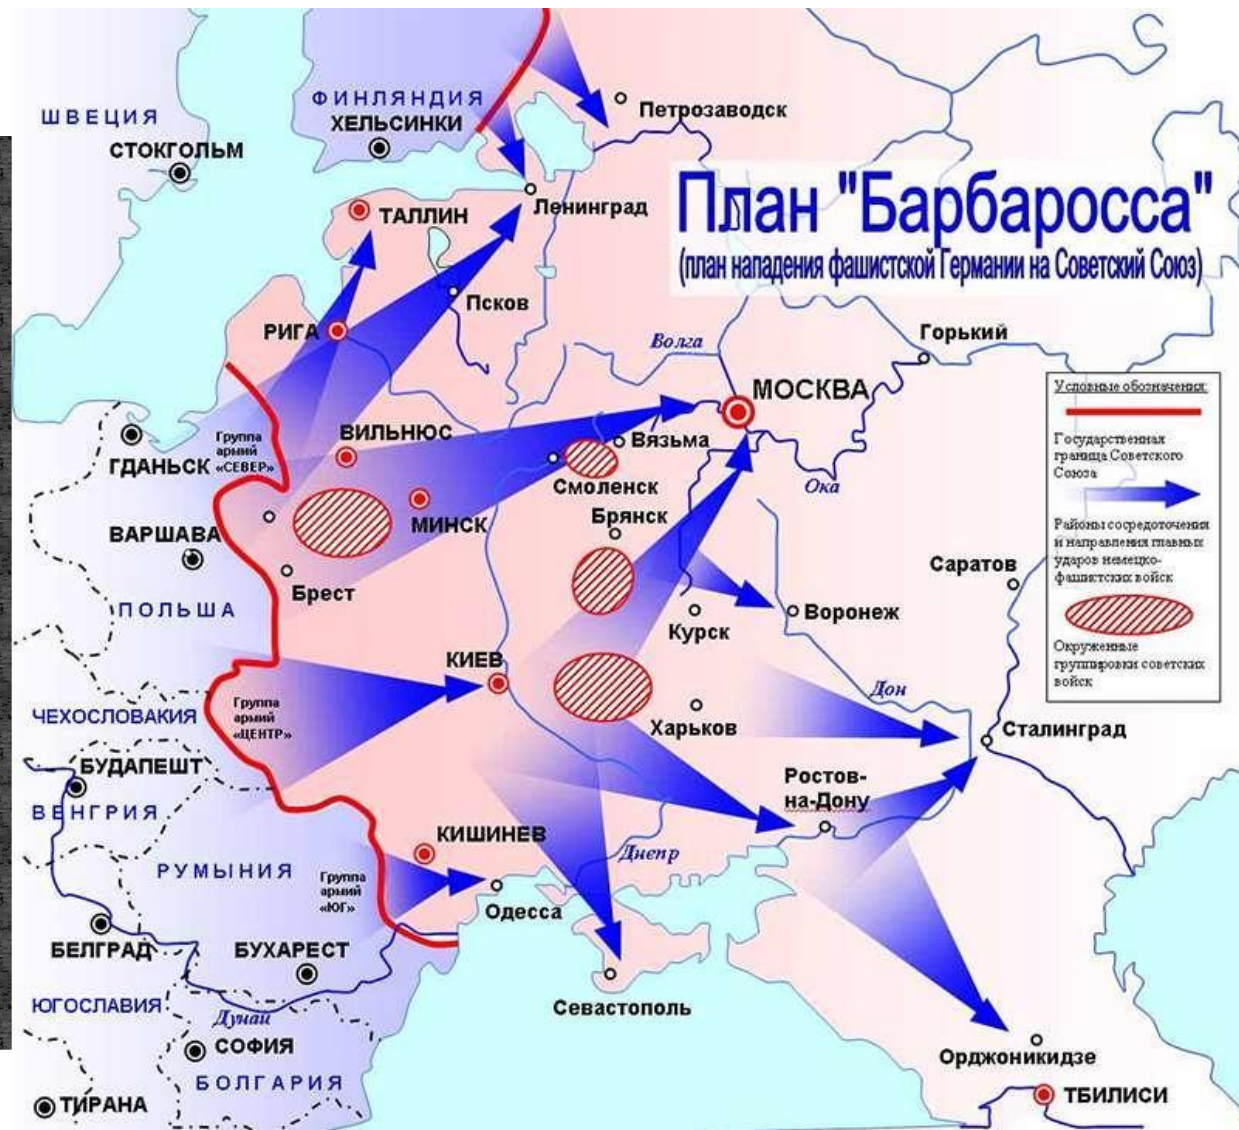 ШВЕЦИЯ
СТОКГОЛЬМ
ФИНЛЯНДИЯ
ХЕЛЬСИНКИ
Петрозаводск
План "Барбаросса"
(план нападения фашистской Германии на Советский Союз)
ТАЛЛИН
Ленинград
Псков
РИГА
Волга
Горький
МОСКВА
Условные обозначения:
Государственная
граница Советского
Союза
Районы сосредоточения
и направления главных
ударов немецко-
фашистских войск
Окруженные
группировки советских
войск
Группа
армий
«СЕВЕР»
ГДАНЬСК
ВИЛЬНЮС
Вязьма
Смоленск
Ока
МИНСК
Брянск
ВАРШАВА
Брест
ПОЛЬША
Саратов
Воронеж
Курск
КИЕВ
Дон
Группа
армий
«ЦЕНТР»
ЧЕХОСЛОВАКИЯ
Харьков
Сталинград
БУДАПЕШТ
ВЕНГРИЯ
Ростов-
на-Дону
КИШИНЕВ
Днепр
РУМЫНИЯ
Группа
армий
«ЮГ»
Одесса
БЕЛГРАД
БУХАРЕСТ
Севастополь
ЮГОСЛАВИЯ
Дунай
СОФИЯ
БОЛГАРИЯ
Орджоникидзе
ТИРАНА
ТБИЛИСИ